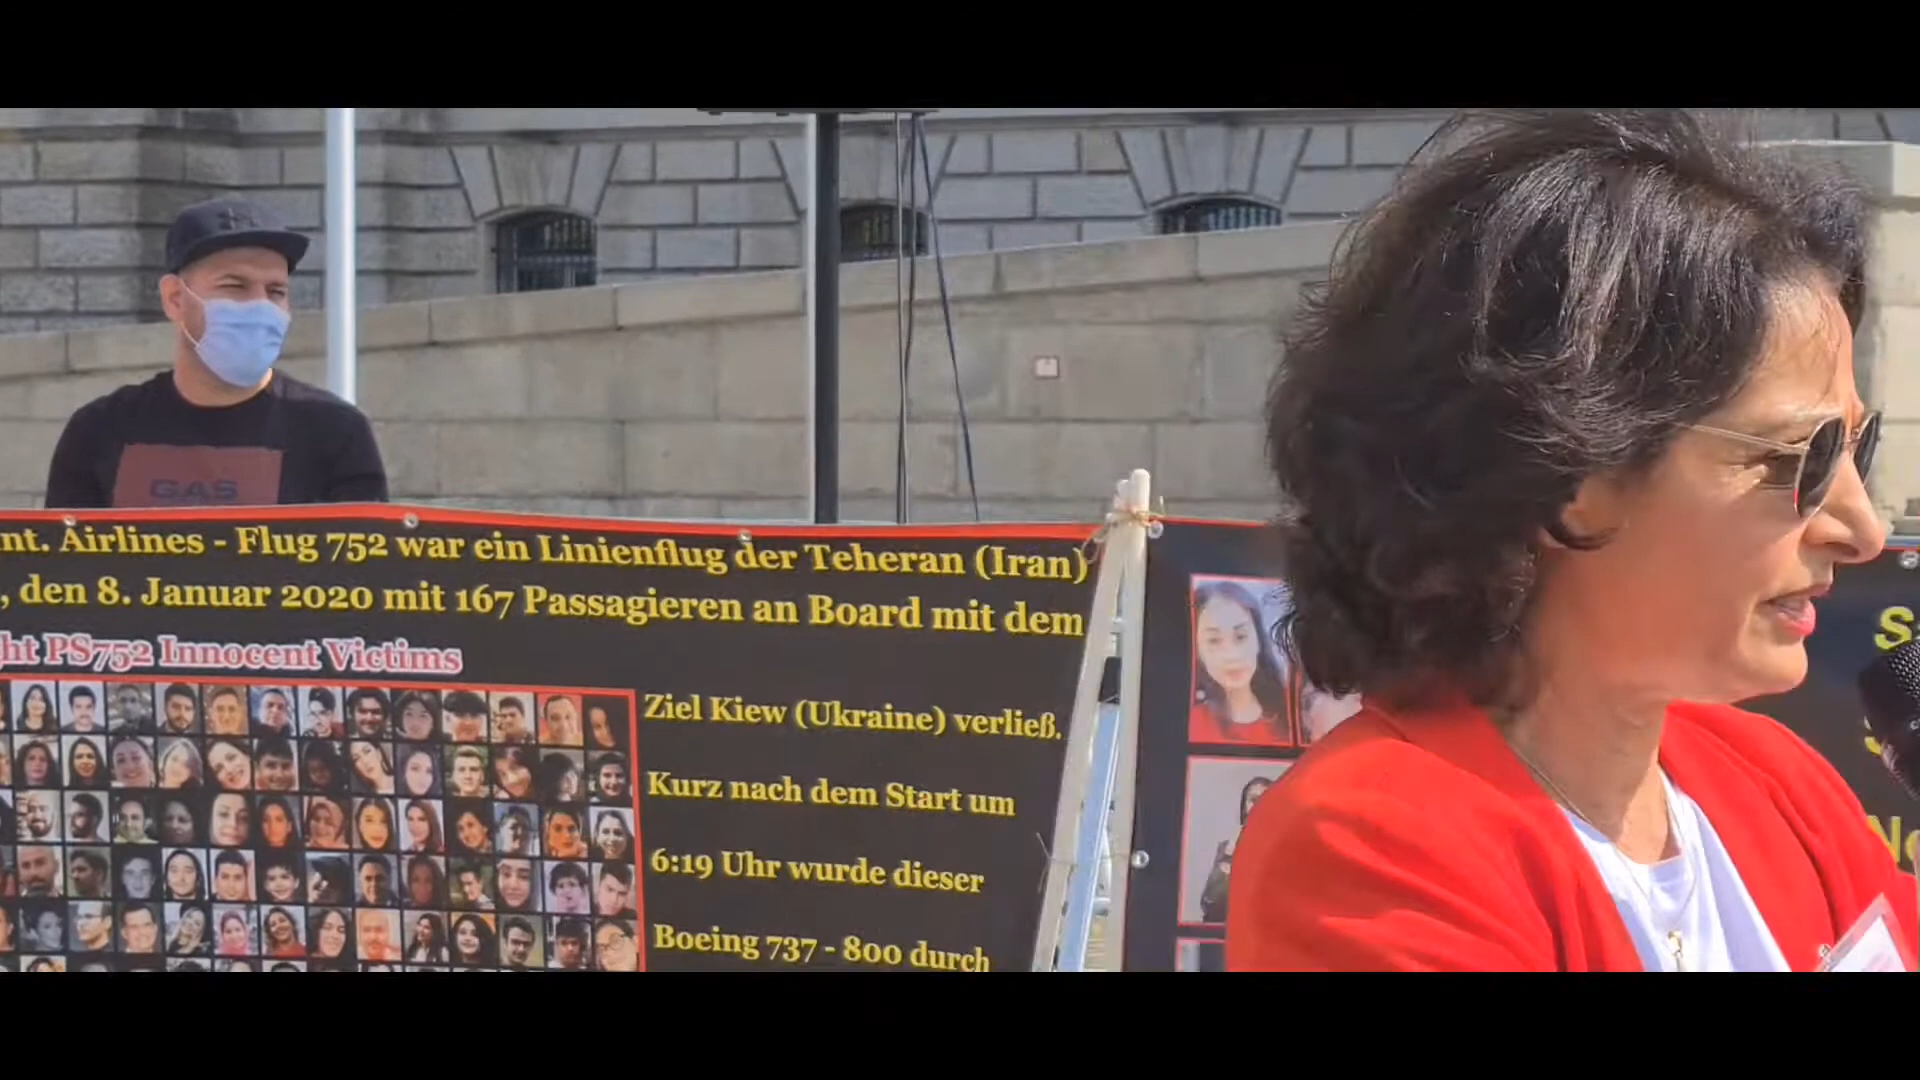 GAS
nt. Airlines - Flug 752 war ein Linienflug der Teheran (Iran)
, den 8. Januar 2020 mit 167 Passagieren an Board mit dem
ght PS752 Innocent Victims
Ziel Kiew (Ukraine) verließ.
Kurz nach dem Start um
6:19 Uhr wurde dieser
Boeing 737 - 800 durch